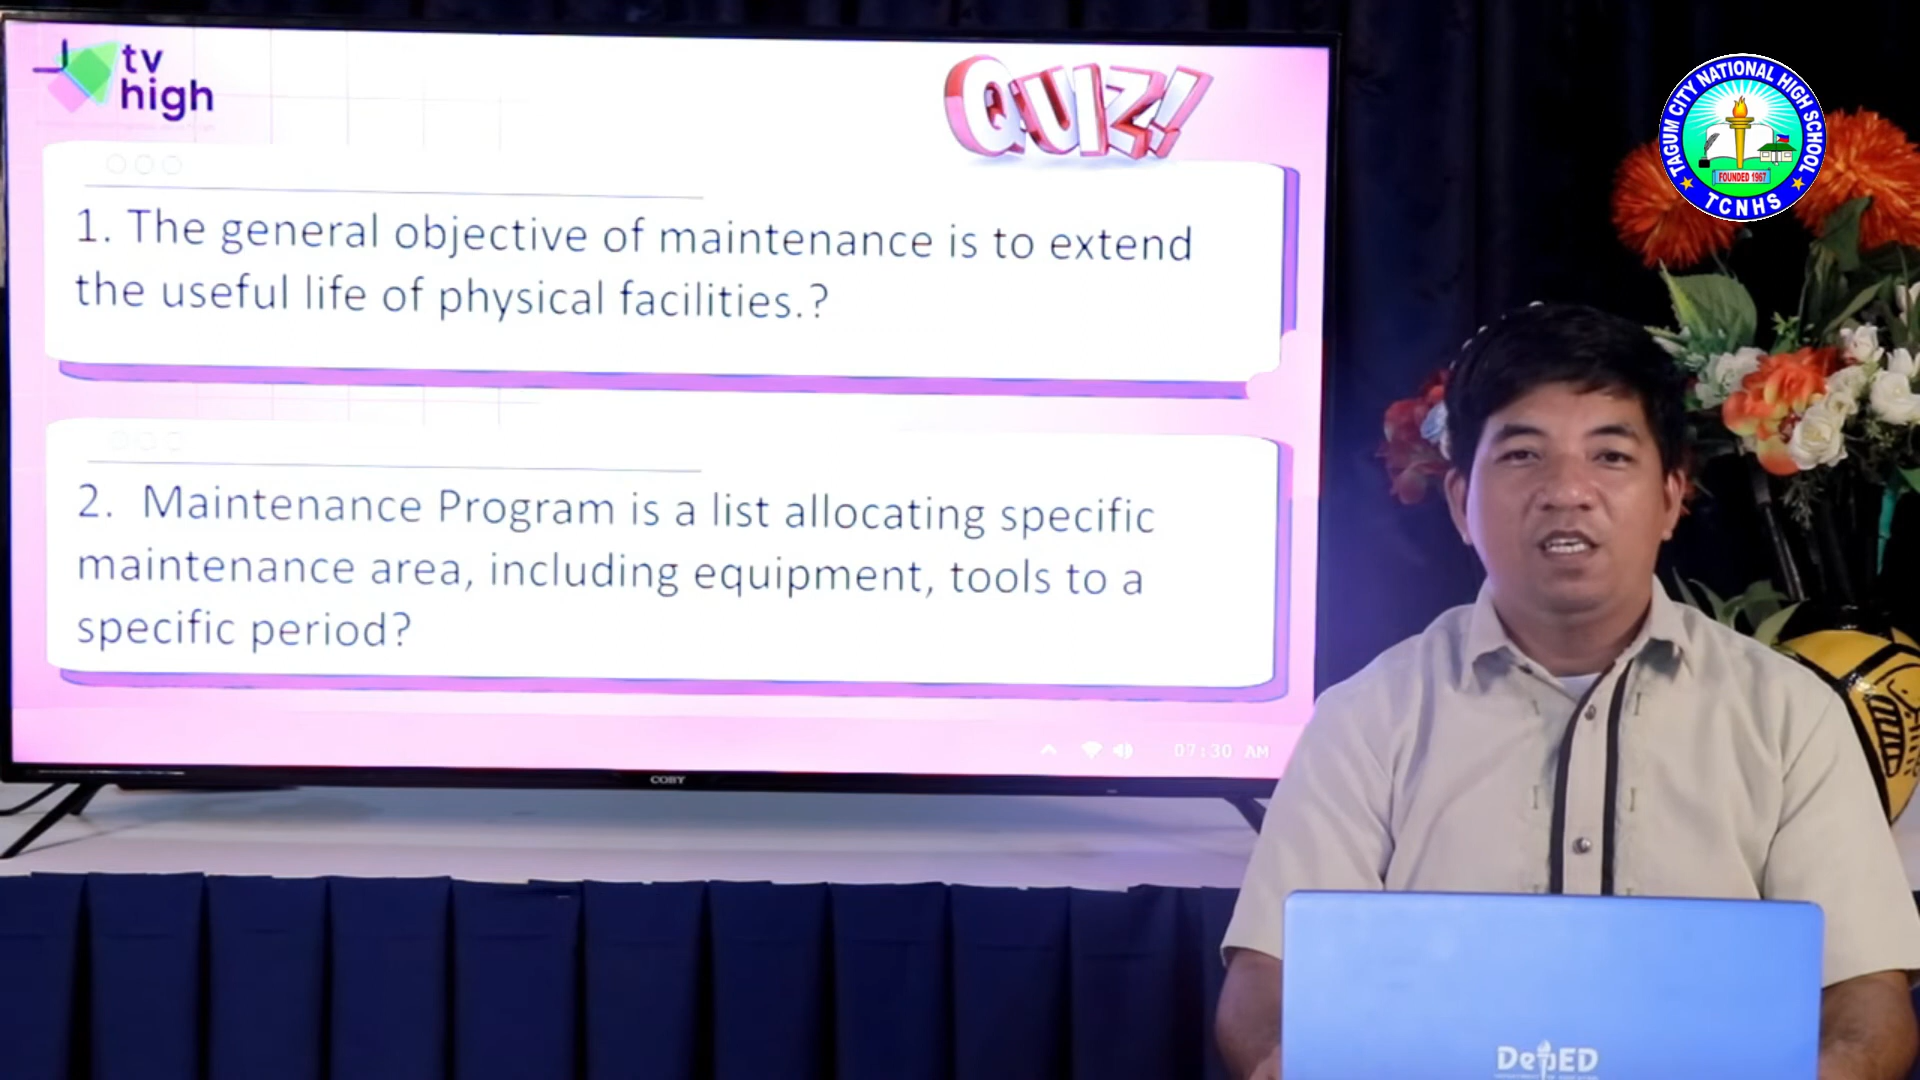 tv
high
QUIZ!
1. The general objective of maintenance is to extend
the useful life of physical facilities.?
2. Maintenance Program is a list allocating specific
maintenance area, including equipment, tools to a
specific period?
07:30 AM
COBY
TAGUM CITY NATIONAL HIGH SCHOOL
FOUNDED 1967
TCNHS
DepED